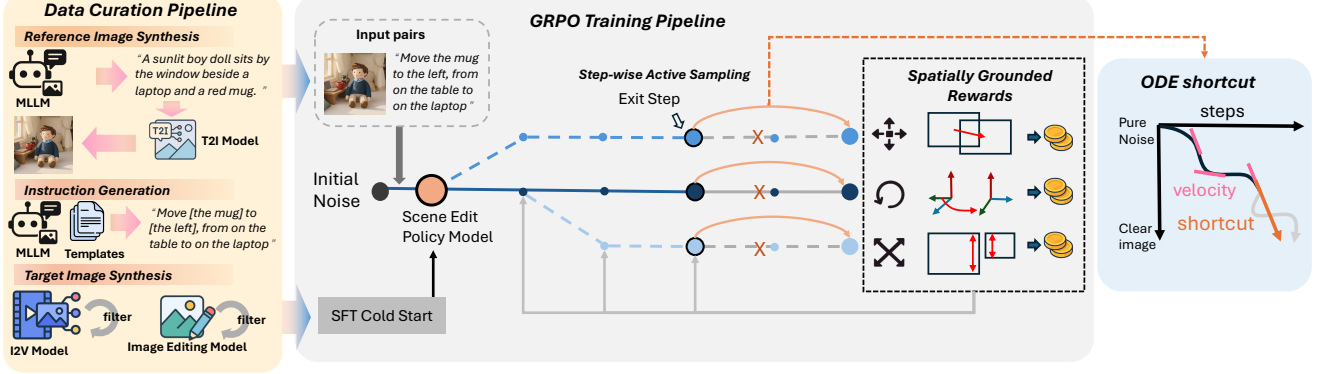 Data Curation Pipeline
Reference Image Synthesis
MLLM
"A sunlit boy doll sits by
the window beside a
laptop and a red mug. "
T2I
T2I Model
Instruction Generation
MLLM
Templates
"Move [the mug] to
[the left], from on the
table to on the laptop"
Target Image Synthesis
I2V Model
filter
Image Editing Model
filter
GRPO Training Pipeline
Input pairs
"Move the mug
to the left, from
on the table to
on the laptop"
Initial
Noise
Scene Edit
Policy Model
SFT Cold Start
Step-wise Active Sampling
Exit Step
X
X
X
Spatially Grounded
Rewards
ODE shortcut
steps
Pure
Noise
velocity
shortcut
Clear
image